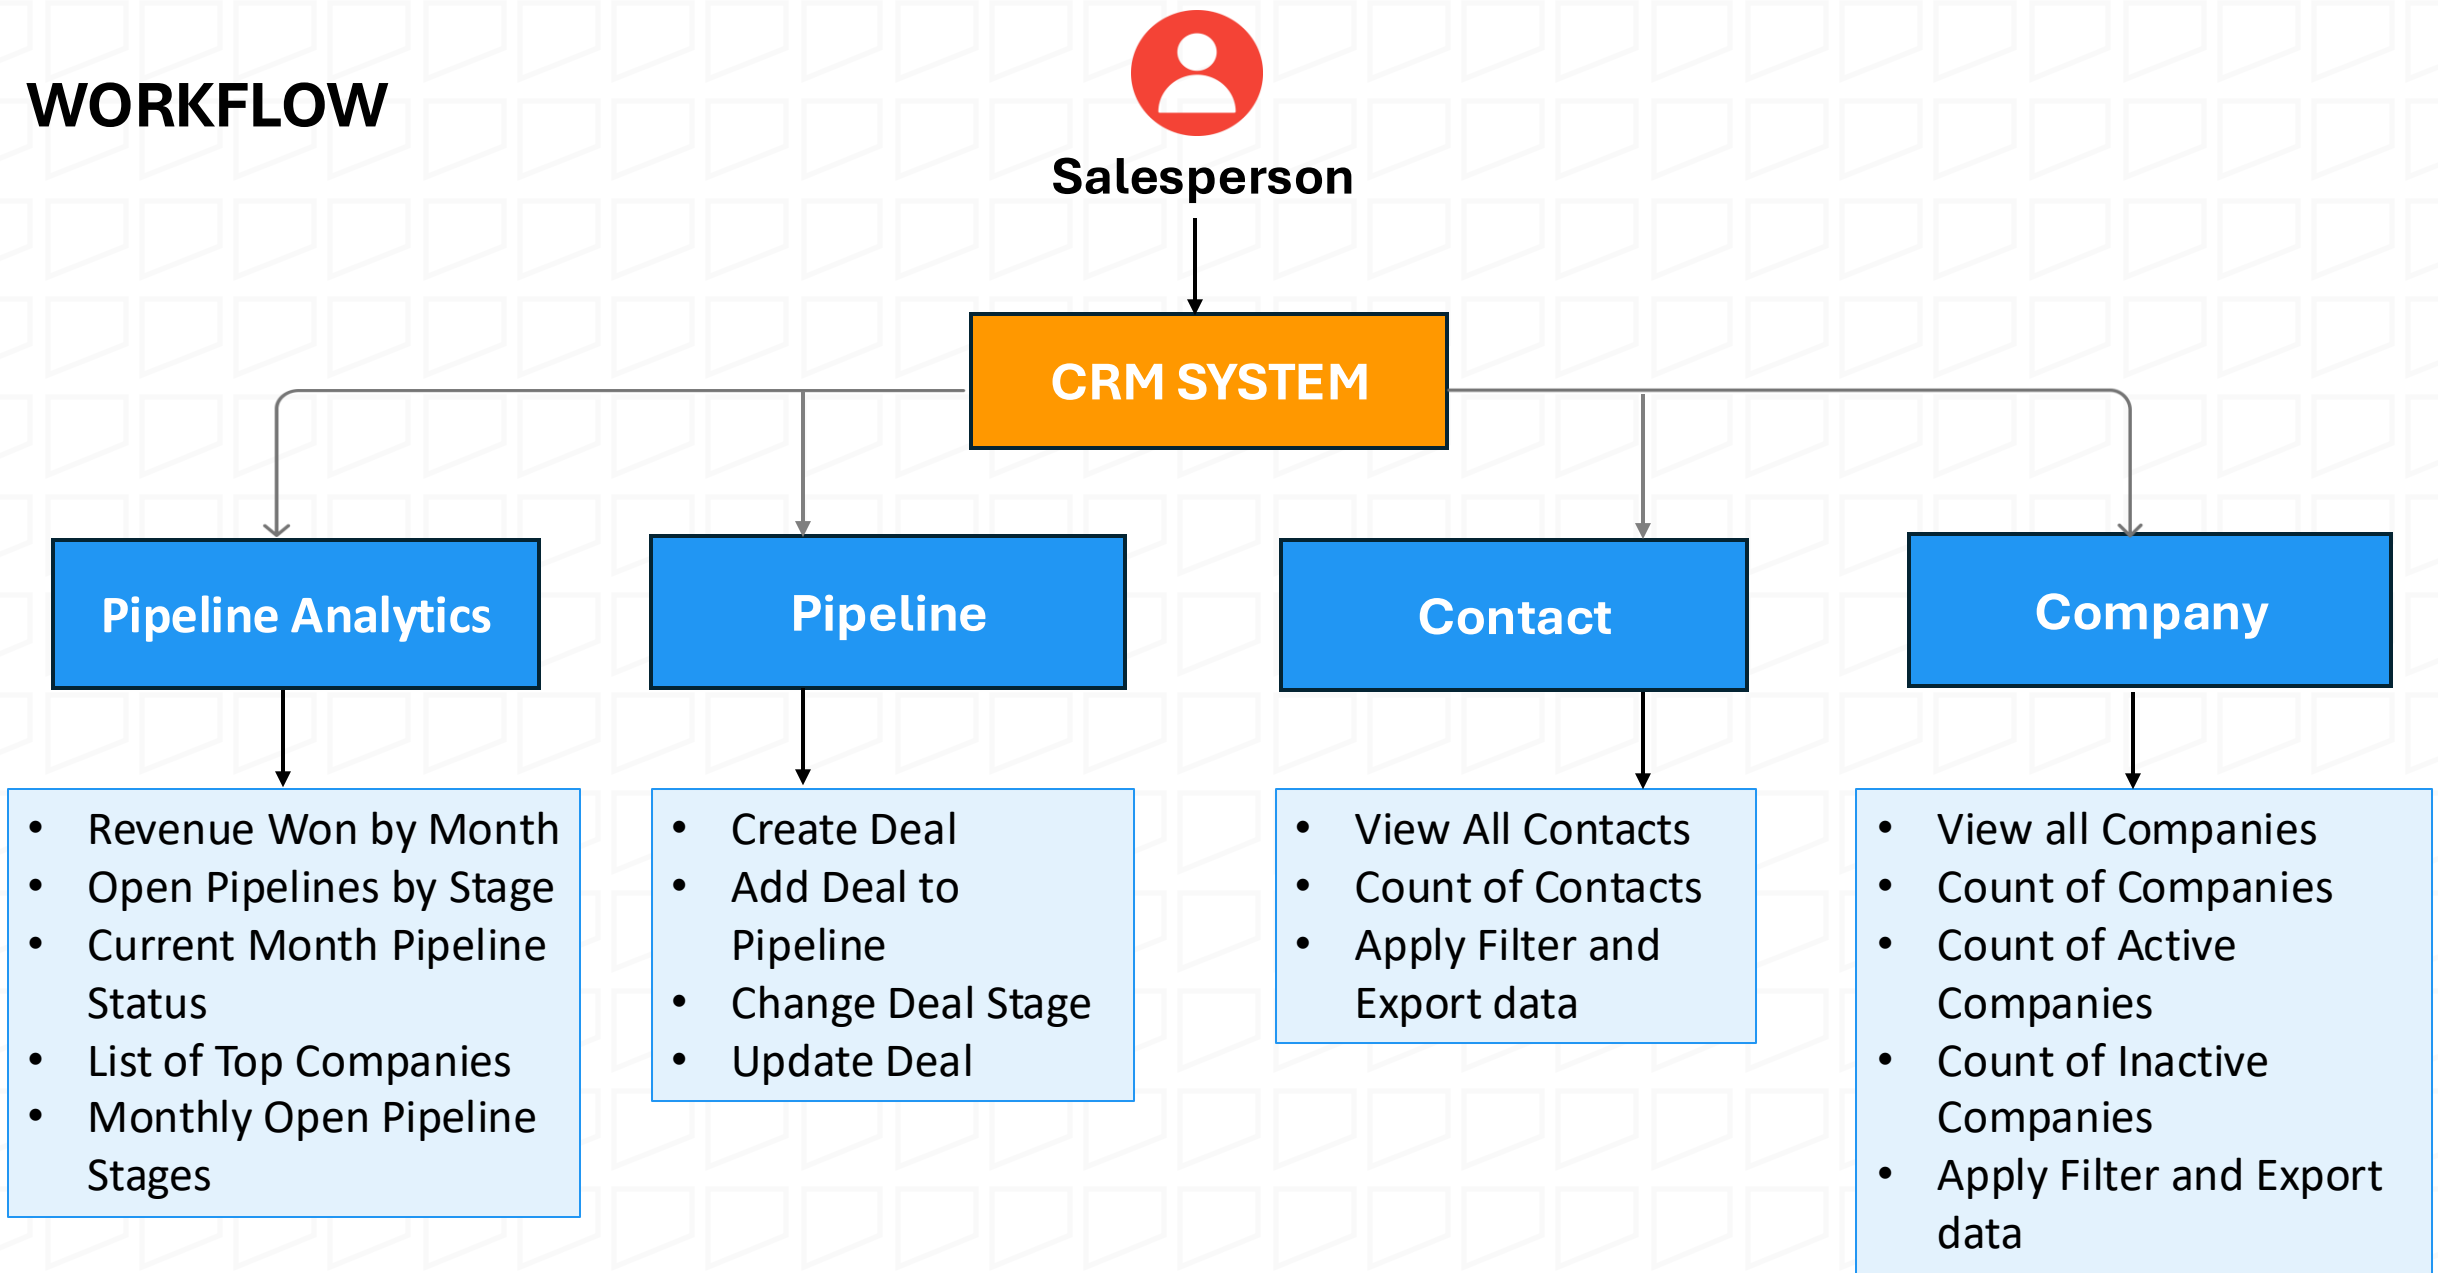 WORKFLOW
Salesperson
CRM SYSTEM
Pipeline Analytics
Pipeline
Contact
Company
• Revenue Won by Month
• Open Pipelines by Stage
• Current Month Pipeline
Status
• List of Top Companies
• Monthly Open Pipeline
Stages
• Create Deal
• Add Deal to
Pipeline
• Change Deal Stage
• Update Deal
• View All Contacts
• Count of Contacts
• Apply Filter and
Export data
• View all Companies
• Count of Companies
• Count of Active
Companies
• Count of Inactive
Companies
• Apply Filter and Export
data